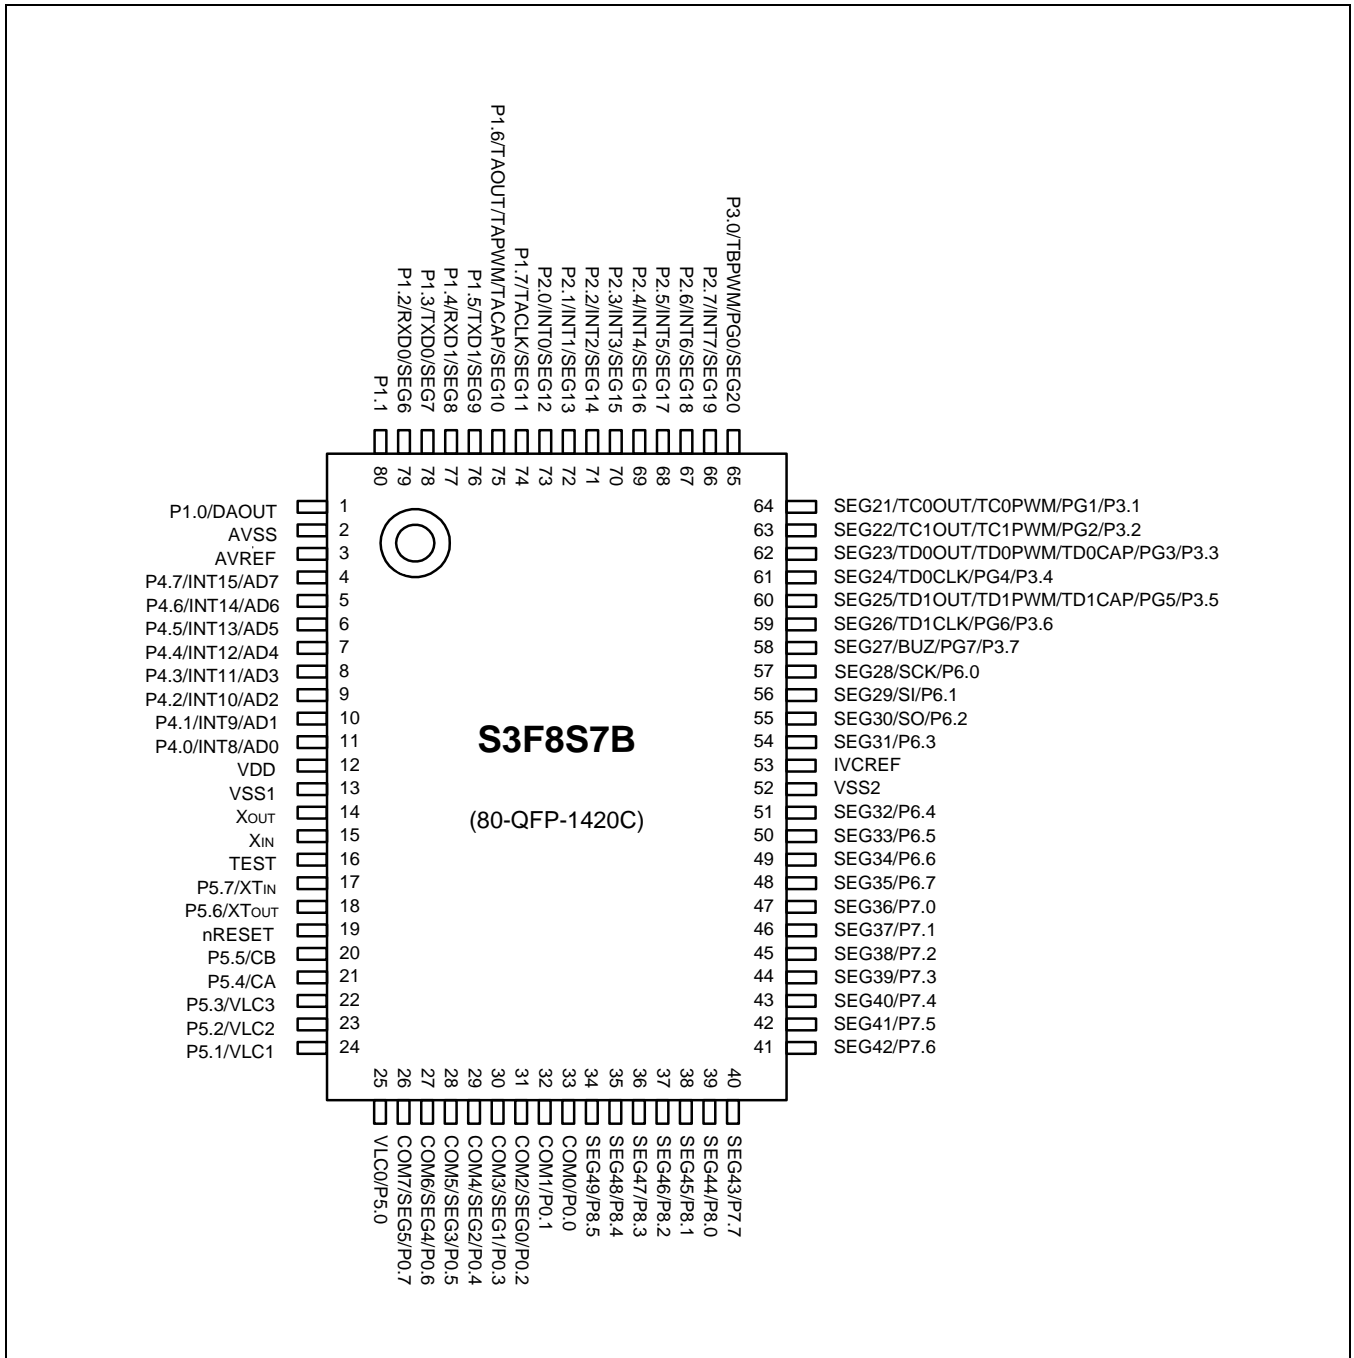 P1.1
P1.2/RXD0/SEG6
P1.3/TXD0/SEG7
P1.4/RXD1/SEG8
P1.5/TXD1/SEG9
P1.6/TAOUT/TAPWM/TACAP/SEG10
P1.7/TACLK/SEG11
P2.0/INT0/SEG12
P2.1/INT1/SEG13
P2.2/INT2/SEG14
P2.3/INT3/SEG15
P2.4/INT4/SEG16
P2.5/INT5/SEG17
P2.6/INT6/SEG18
P2.7/INT7/SEG19
P3.0/TBPWM/PG0/SEG20
80 79 78 77 76 75 74 73 72 71 70 69 68 67 66 65
P1.0/DAOUT 1
AVSS 2
AVREF 3
P4.7/INT15/AD7 4
P4.6/INT14/AD6 5
P4.5/INT13/AD5 6
P4.4/INT12/AD4 7
P4.3/INT11/AD3 8
P4.2/INT10/AD2 9
P4.1/INT9/AD1 10
P4.0/INT8/AD0 11
VDD 12
VSS1 13
XOUT 14
XIN 15
TEST 16
P5.7/XTIN 17
P5.6/XTOUT 18
nRESET 19
P5.5/CB 20
P5.4/CA 21
P5.3/VLC3 22
P5.2/VLC2 23
P5.1/VLC1 24
S3F8S7B
(80-QFP-1420C)
64 SEG21/TC0OUT/TC0PWM/PG1/P3.1
63 SEG22/TC1OUT/TC1PWM/PG2/P3.2
62 SEG23/TD0OUT/TD0PWM/TD0CAP/PG3/P3.3
61 SEG24/TD0CLK/PG4/P3.4
60 SEG25/TD1OUT/TD1PWM/TD1CAP/PG5/P3.5
59 SEG26/TD1CLK/PG6/P3.6
58 SEG27/BUZ/PG7/P3.7
57 SEG28/SCK/P6.0
56 SEG29/SI/P6.1
55 SEG30/SO/P6.2
54 SEG31/P6.3
53 IVCREF
52 VSS2
51 SEG32/P6.4
50 SEG33/P6.5
49 SEG34/P6.6
48 SEG35/P6.7
47 SEG36/P7.0
46 SEG37/P7.1
45 SEG38/P7.2
44 SEG39/P7.3
43 SEG40/P7.4
42 SEG41/P7.5
41 SEG42/P7.6
25 26 27 28 29 30 31 32 33 34 35 36 37 38 39 40
VLC0/P5.0
COM7/SEG5/P0.7
COM6/SEG4/P0.6
COM5/SEG3/P0.5
COM4/SEG2/P0.4
COM3/SEG1/P0.3
COM2/SEG0/P0.2
COM1/P0.1
COM0/P0.0
SEG49/P8.5
SEG48/P8.4
SEG47/P8.3
SEG46/P8.2
SEG45/P8.1
SEG44/P8.0
SEG43/P7.7